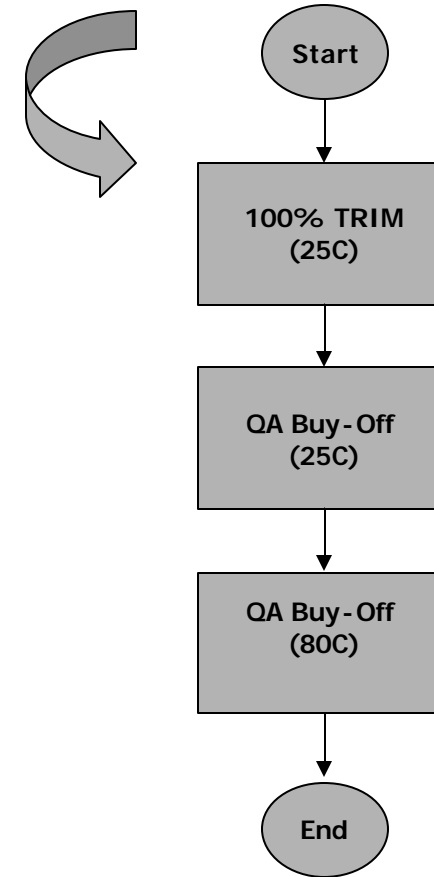 Start
100% TRIM
(25C)
QA Buy-Off
(25C)
QA Buy-Off
(80C)
End